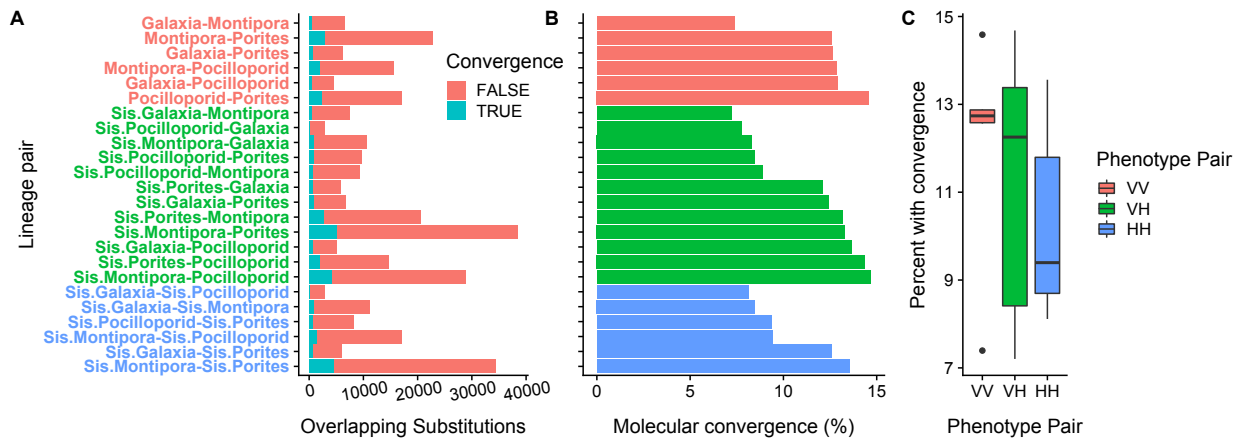 A
Lineage pair
Galaxia-Montipora
Montipora-Porites
Galaxia-Porites
Montipora-Pocilloporid
Galaxia-Pocilloporid
Pocilloporid-Porites
Sis.Galaxia-Montipora
Sis.Pocilloporid-Galaxia
Sis.Montipora-Galaxia
Sis.Pocilloporid-Porites
Sis.Pocilloporid-Montipora
Sis.Porites-Galaxia
Sis.Galaxia-Porites
Sis.Porites-Montipora
Sis.Montipora-Porites
Sis.Galaxia-Pocilloporid
Sis.Porites-Pocilloporid
Sis.Montipora-Pocilloporid
Sis.Galaxia-Sis.Pocilloporid
Sis.Galaxia-Sis.Montipora
Sis.Pocilloporid-Sis.Porites
Sis.Montipora-Sis.Pocilloporid
Sis.Galaxia-Sis.Porites
Sis.Montipora-Sis.Porites
Convergence
FALSE
TRUE
0 10000 20000 30000 40000
Overlapping Substitutions
B
0 5 10 15
Molecular convergence (%)
C
Percent with convergence
15
13
11
9
7
VV VH HH
Phenotype Pair
Phenotype Pair
VV
VH
HH